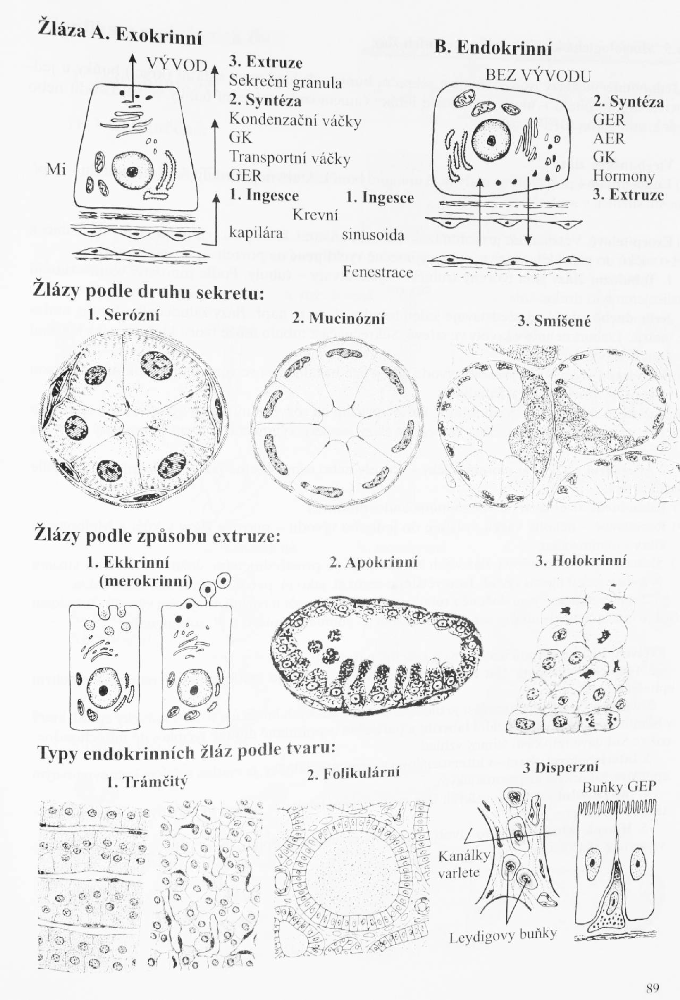 Žláza A. Exokrinní
VÝVOD
3. Extruze
Sekreční granula
2. Syntéza
Kondenzační váčky
GK
Transportní váčky
GER
1. Ingesce
Mi
B. Endokrinní
BEZ VÝVODU
2. Syntéza
GER
AER
GK
Hormony
3. Extruze
1. Ingesce
Krevní
kapilára
sinusoida
Fenestrace
Žlázy podle druhu sekretu:
1. Serózní
2. Mucinózní
3. Smíšené
Žlázy podle způsobu extruze:
1. Ekkrinní
(merokrinní)
2. Apokrinní
3. Holokrinní
Typy endokrinních žláz podle tvaru:
1. Trámčitý
2. Folikulární
3 Disperzní
Buňky GEP
Kanálky
varlete
Leydigovy buňky
89